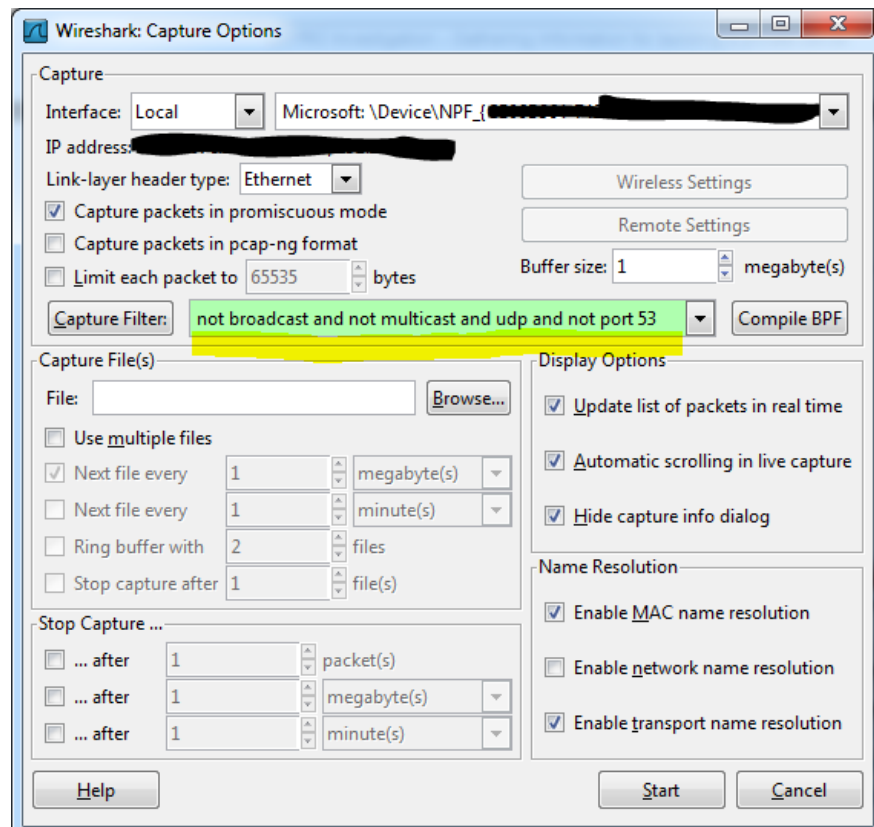 Wireshark: Capture Options
Capture
Interface: Local Microsoft: \Device\NPF_{
IP address:
Link-layer header type: Ethernet
Wireless Settings
Capture packets in promiscuous mode
Remote Settings
Capture packets in pcap-ng format
Buffer size: 1 megabyte(s)
Limit each packet to 65535 bytes
Capture Filter: not broadcast and not multicast and udp and not port 53 Compile BPF
Capture File(s)
File: Browse...
Use multiple files
Next file every 1 megabyte(s)
Next file every 1 minute(s)
Ring buffer with 2 files
Stop capture after 1 file(s)
Stop Capture ...
... after 1 packet(s)
... after 1 megabyte(s)
... after 1 minute(s)
Display Options
Update list of packets in real time
Automatic scrolling in live capture
Hide capture info dialog
Name Resolution
Enable MAC name resolution
Enable network name resolution
Enable transport name resolution
Help Start Cancel